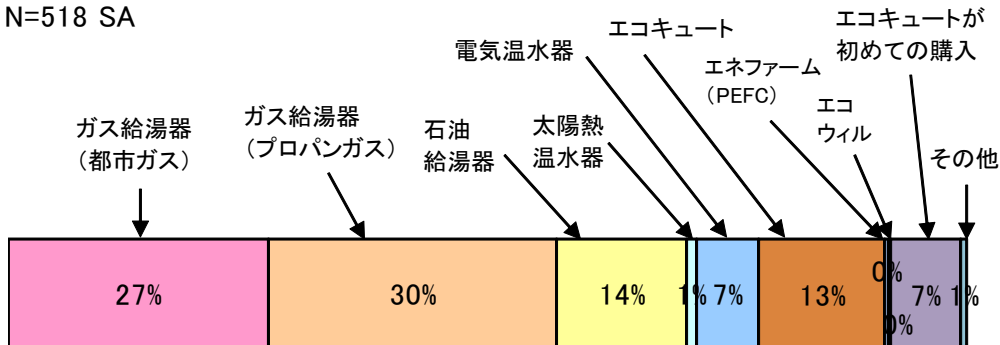 N=518 SA
ガス給湯器
（都市ガス）
ガス給湯器
（プロパンガス）
石油
給湯器
太陽熱
温水器
電気温水器
エコキュート
エネファーム
（PEFC）
エコ
ウィル
エコキュートが
初めての購入
その他
27%
30%
14%
1%
7%
13%
0%
0%
7%
1%